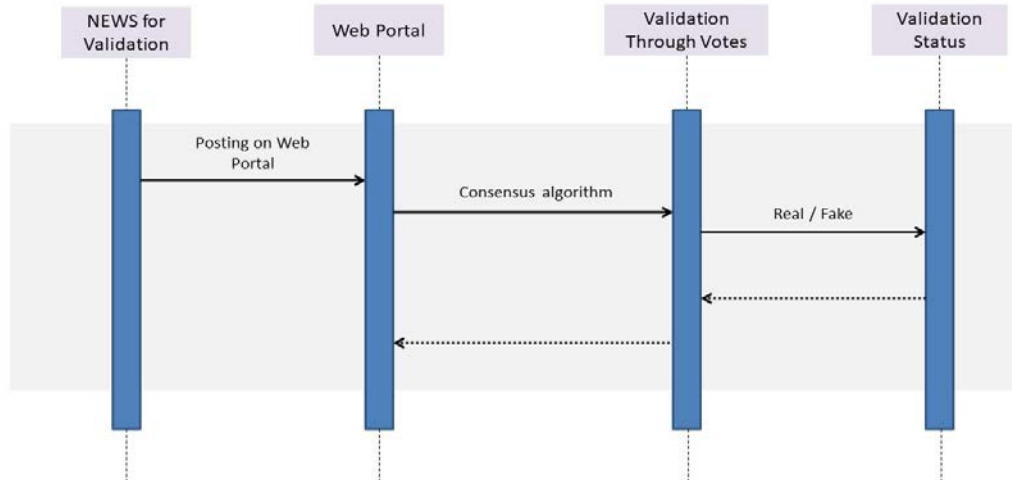 NEWS for
Validation
Web Portal
Validation
Through Votes
Validation
Status
Posting on Web
Portal
Consensus algorithm
Real / Fake